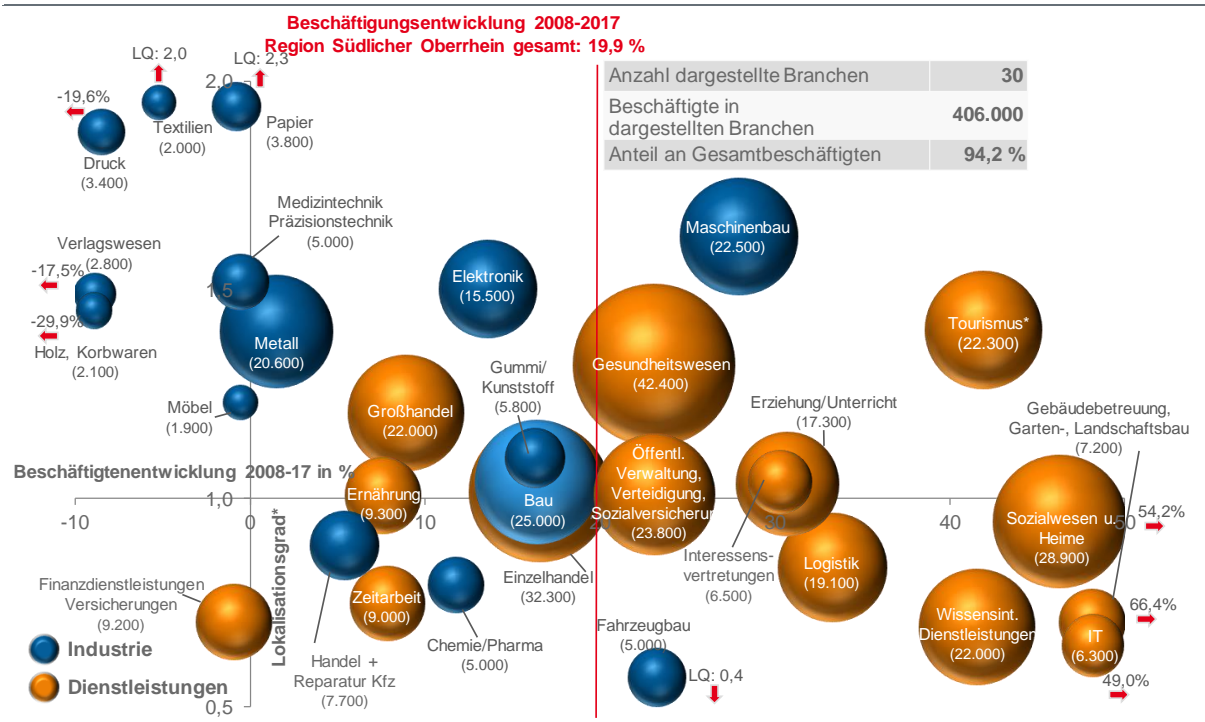 Beschäftigungsentwicklung 2008-2017
Region Südlicher Oberrhein gesamt: 19,9 %
Anzahl dargestellte Branchen 30
Beschäftigte in
dargestellten Branchen 406.000
Anteil an Gesamtbeschäftigten 94,2 %
LQ: 2,0
LQ: 2,3
2,0
-19,6%
Textilien
(2.000)
Papier
(3.800)
Druck
(3.400)
Medizintechnik
Präzisionstechnik
(5.000)
Maschinenbau
(22.500)
Verlagswesen
(2.800)
-17,5%
1,5
Elektronik
(15.500)
-29,9%
Holz, Korbwaren
(2.100)
Metall
(20.600)
Tourismus*
(22.300)
Gesundheitswesen
(42.400)
Gummi/
Kunststoff
(5.800)
Möbel
(1.900)
Großhandel
(22.000)
Erziehung/Unterricht
(17.300)
Gebäudebetreuung,
Garten-, Landschaftsbau
(7.200)
Beschäftigtenentwicklung 2008-17 in %
Öffentl.
Verwaltung,
Verteidigung,
Sozialversicherun
(23.800)
Ernährung
(9.300)
Bau
(25.000)
-10
0
1,0
10
30
40
50
54,2%
Sozialwesen u.
Heime
(28.900)
Lokalisationsgrad*
Interessens-
vertretungen
(6.500)
Logistik
(19.100)
Einzelhandel
(32.300)
Finanzdienstleistungen
Versicherungen
(9.200)
Zeitarbeit
(9.000)
Chemie/Pharma
(5.000)
Handel +
Reparatur Kfz
(7.700)
Fahrzeugbau
(5.000)
LQ: 0,4
Wissensint.
Dienstleistungen
(22.000)
66,4%
IT
(6.300)
49,0%
Industrie
Dienstleistungen
0,5